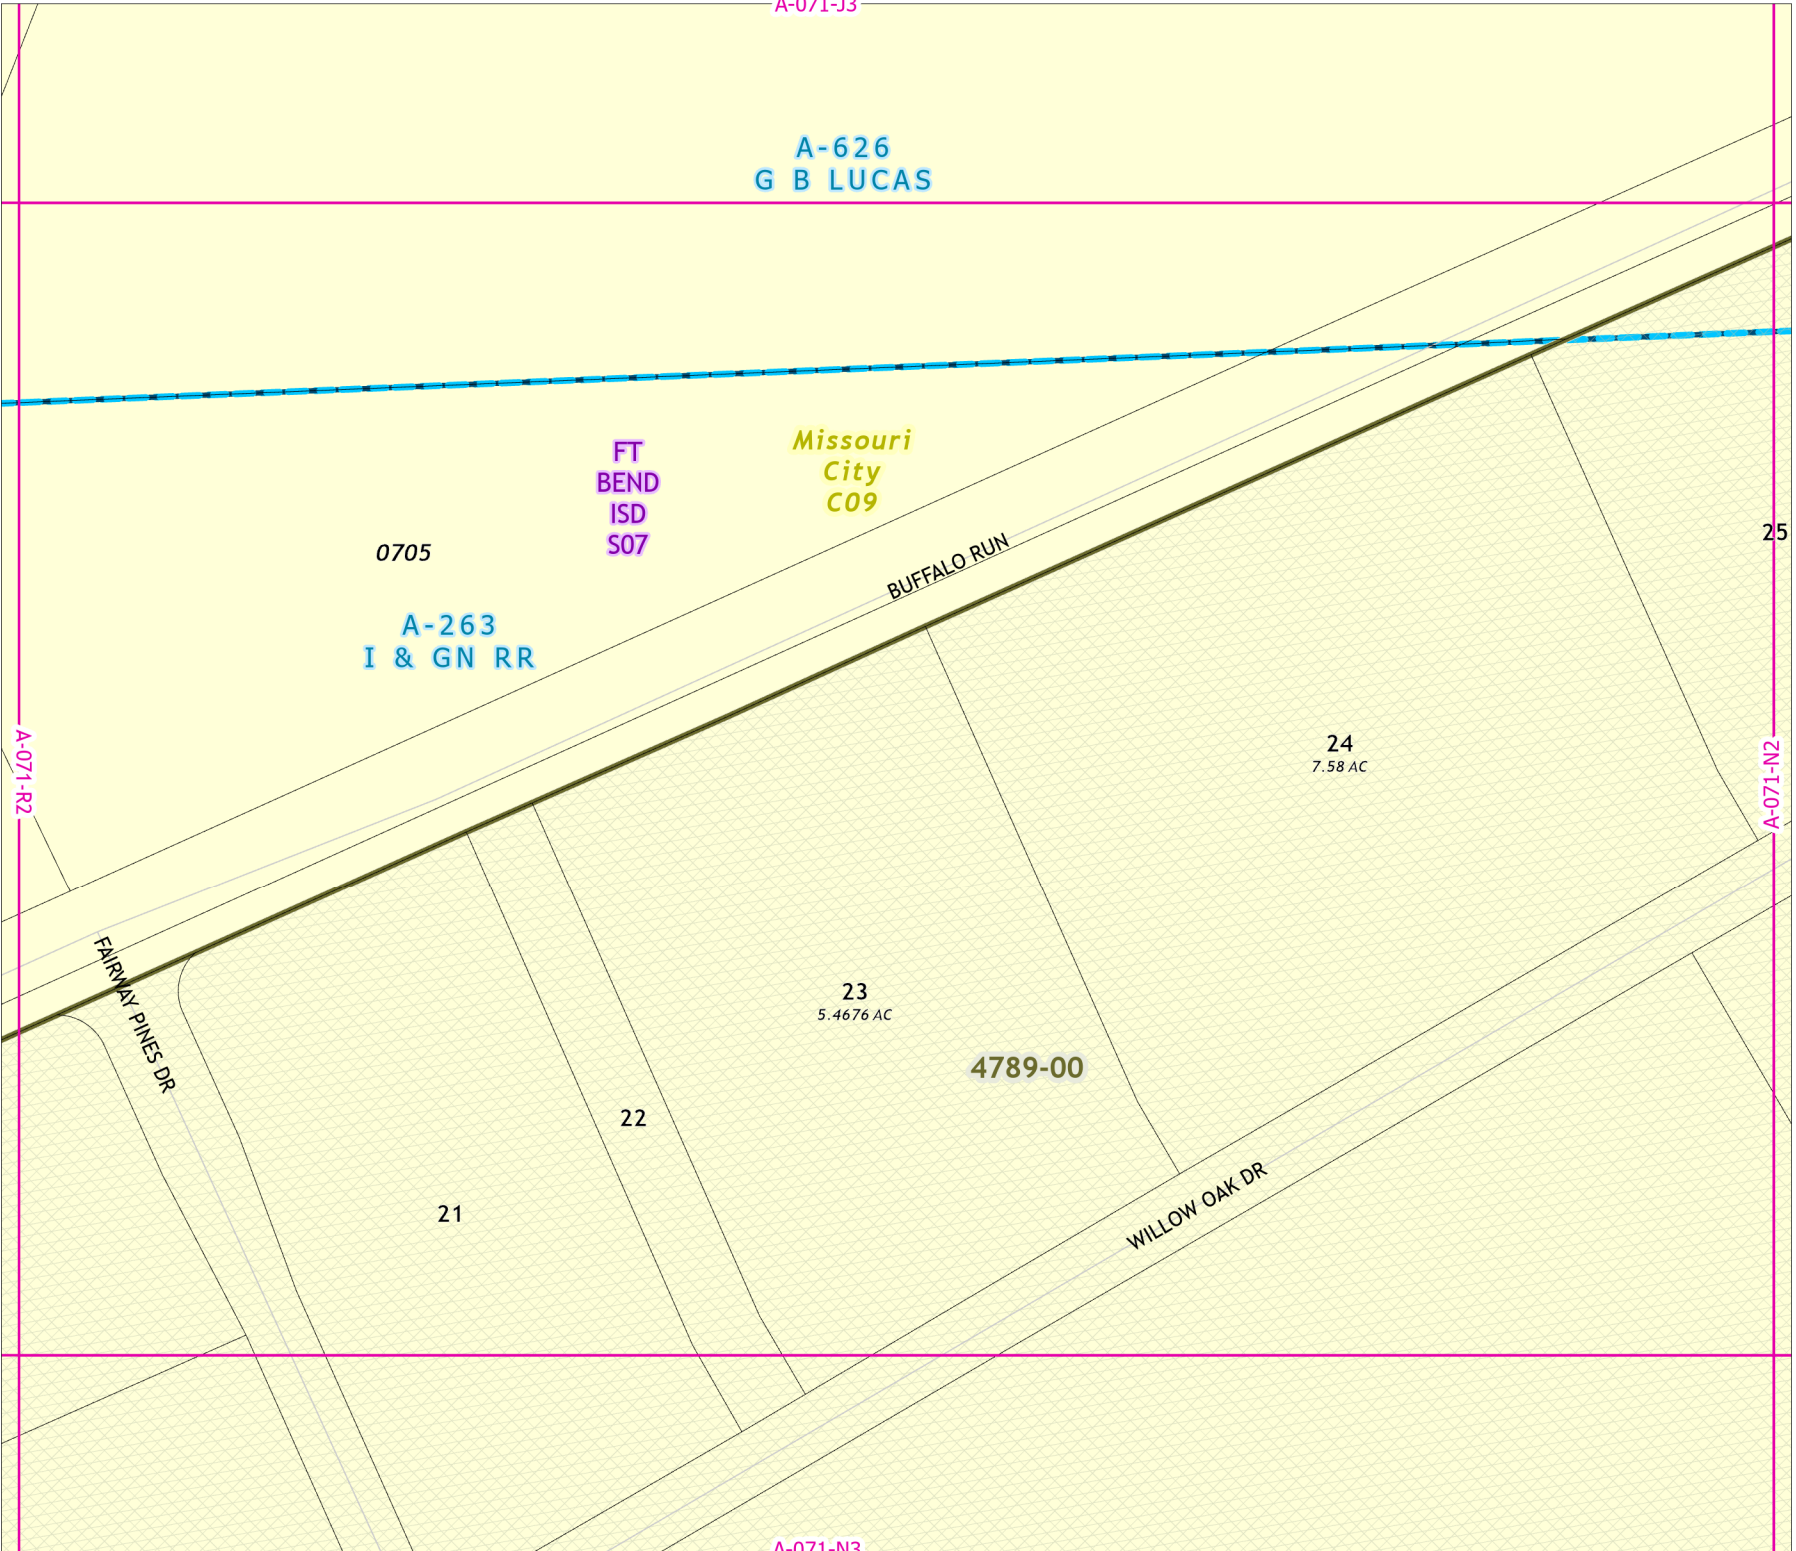 A-071-J3
A-626
G B LUCAS
FT
BEND
ISD
S07
Missouri
City
C09
0705
A-263
I & GN RR
BUFFALO RUN
25
A-071-R2
A-071-N2
24
7.58 AC
FAIRWAY PINES DR
23
5.4676 AC
4789-00
22
21
WILLOW OAK DR
A-071-N3